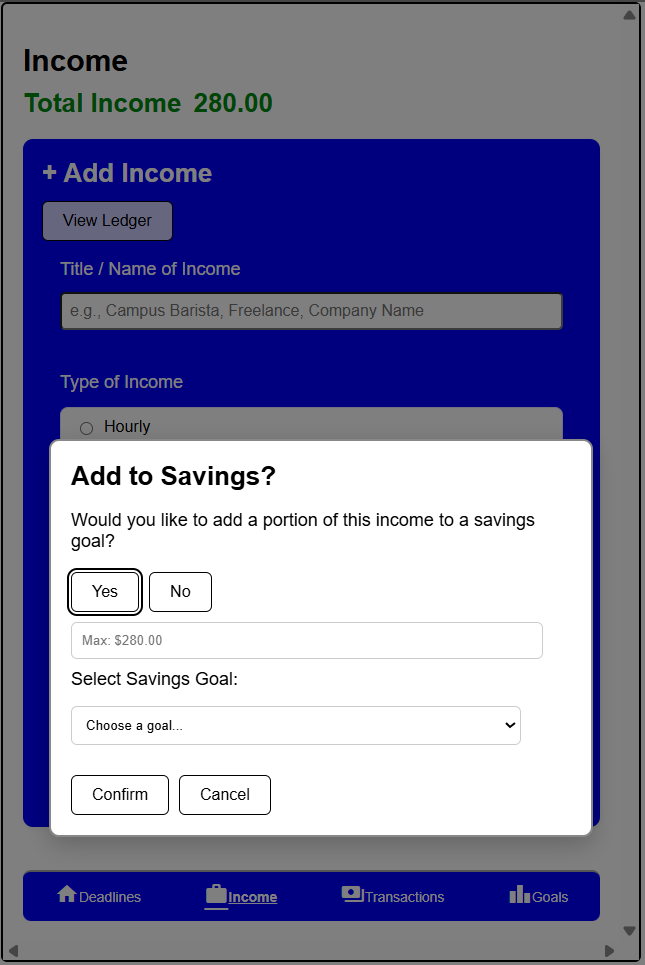 Income
Total Income 280.00
+ Add Income
View Ledger
Title / Name of Income
e.g., Campus Barista, Freelance, Company Name
Type of Income
Hourly
Add to Savings?
Would you like to add a portion of this income to a savings
goal?
Yes No
Max: $280.00
Select Savings Goal:
Choose a goal...
Confirm Cancel
Deadlines Income Transactions Goals